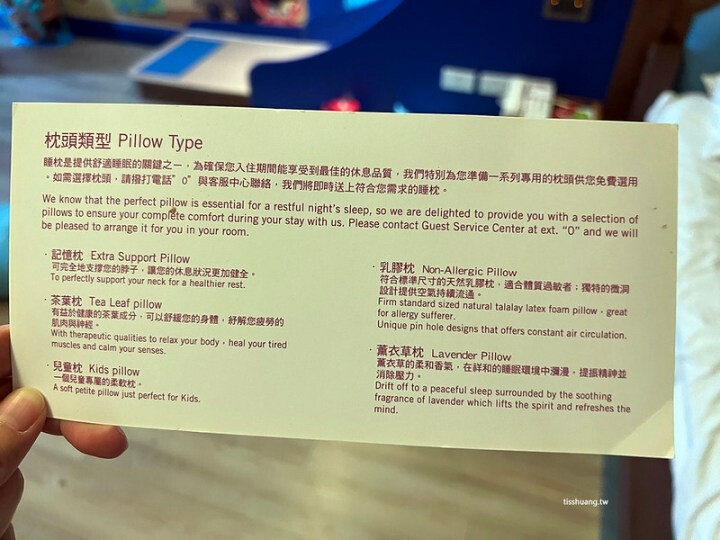 枕頭類型 Pillow Type
睡枕是提供舒適睡眠的關鍵之一，為確保您入住期間能享受到最佳的休息品質，我們特別為您準備一系列專用的枕頭供您免費選用
。如需選擇枕頭，請撥打電話"0"與客服中心聯絡，我們將即時送上符合您需求的睡枕。
We know that the perfect pillow is essential for a restful night's sleep, so we are delighted to provide you with a selection of
pillows to ensure your complete comfort during your stay with us. Please contact Guest Service Center at ext. "0" and we will
be pleased to arrange it for you in your room.
· 記憶枕 Extra Support Pillow
可完全地支撐您的脖子，讓您的休息狀況更加健全。
To perfectly support your neck for a healthier rest.
· 茶葉枕 Tea Leaf pillow
有益於健康的茶葉成分，可以舒緩您的身體，紓解您疲勞的
肌肉與神經。
With therapeutic qualities to relax your body , heal your tired
muscles and calm your senses.
· 兒童枕 Kids pillow
一個兒童專屬的柔軟枕。
A soft petite pillow just perfect for Kids.
· 乳膠枕 Non-Allergic Pillow
符合標準尺寸的天然乳膠枕，適合體質過敏者；獨特的微洞
設計提供空氣持續流通。
Firm standard sized natural talalay latex foam pillow , great
for allergy sufferer.
Unique pin hole designs that offers constant air circulation.
· 薰衣草枕 Lavender Pillow
薰衣草的柔和香氣，在祥和的睡眠環境中瀰漫，提振精神並
消除壓力。
Drift off to a peaceful sleep surrounded by the soothing
fragrance of lavender which lifts the spirit and refreshes the
mind.
tisshuang.tw